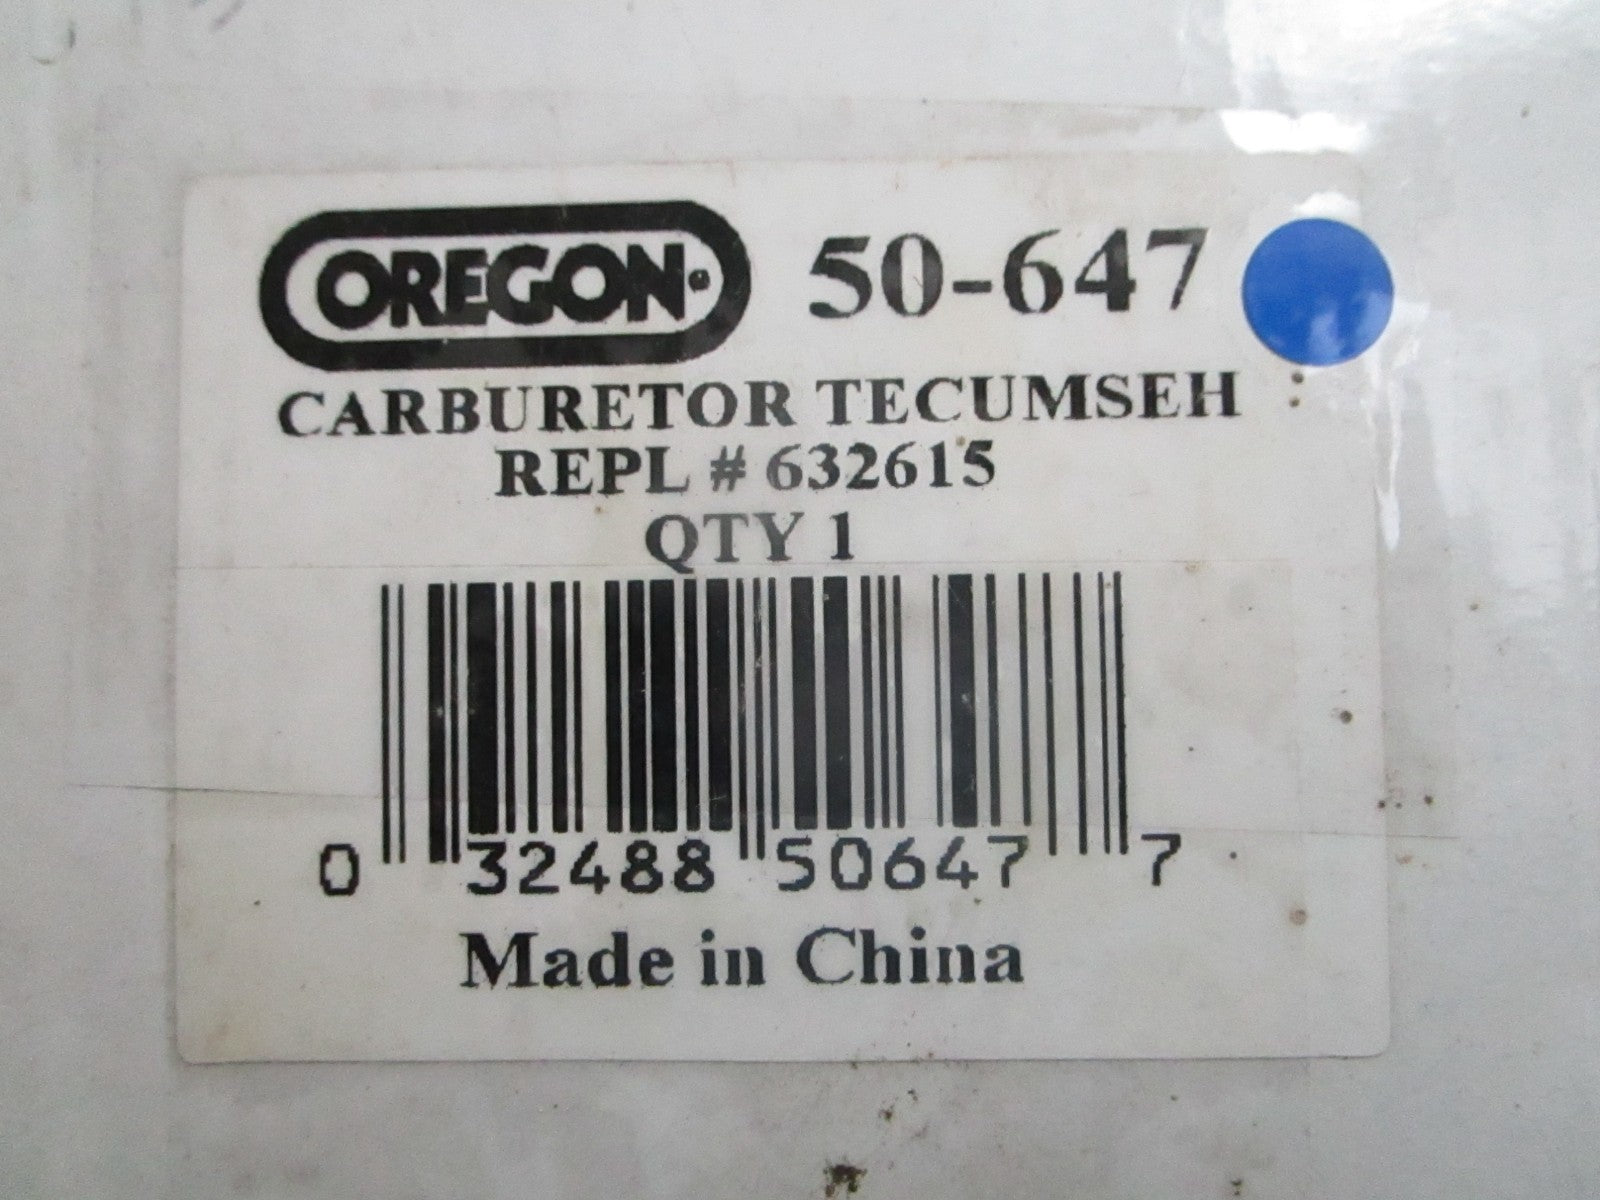 OREGON 50-647
CARBURETOR TECUMSEH
REPL # 632615
QTY 1
0 32488 50647 7
Made in China